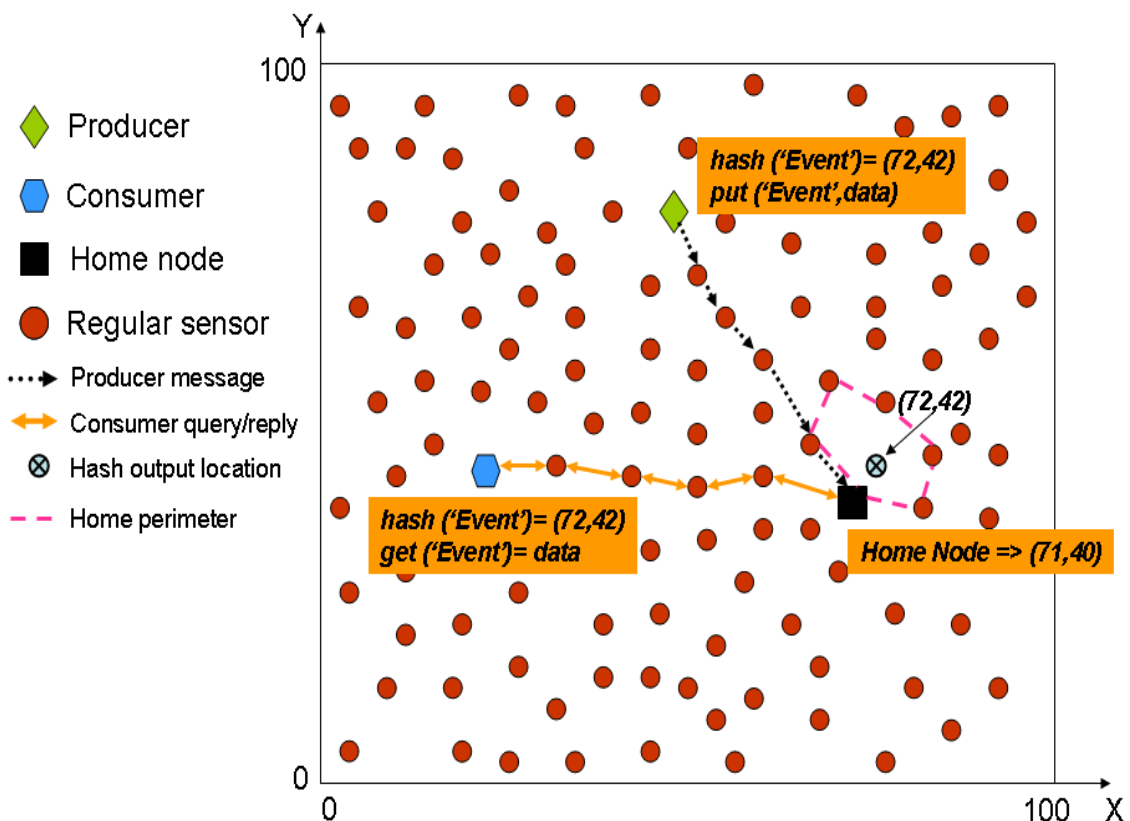 Y
100
Producer
Consumer
Home node
Regular sensor
Producer message
Consumer query/reply
Hash output location
Home perimeter
hash (‘Event’)= (72,42)
put (‘Event’,data)
(72,42)
hash (‘Event’)= (72,42)
get (‘Event’)= data
Home Node => (71,40)
0
0
100
X